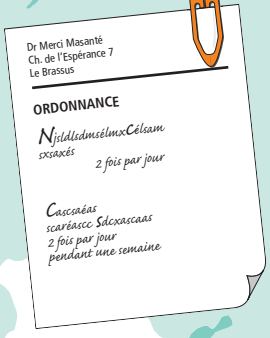 Dr Merci Masanté
Ch. de l'Espérance 7
Le Brassus
ORDONNANCE
NjsldlsdmsélmxCélsam
sxsaxés
2 fois par jour
Cascsaéas
scaréascc Sdcxascaas
2 fois par jour
pendant une semaine